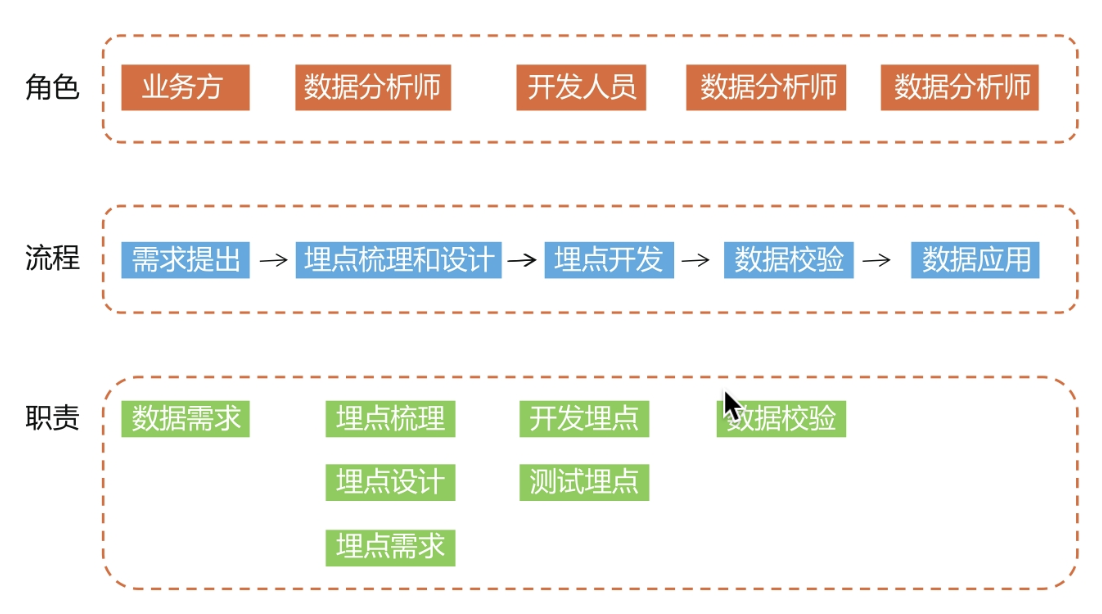 角色 业务方 数据分析师 开发人员 数据分析师 数据分析师
流程 需求提出 → 埋点梳理和设计 → 埋点开发 → 数据校验 → 数据应用
职责 数据需求 埋点梳理 开发埋点 数据校验
埋点设计 测试埋点
埋点需求